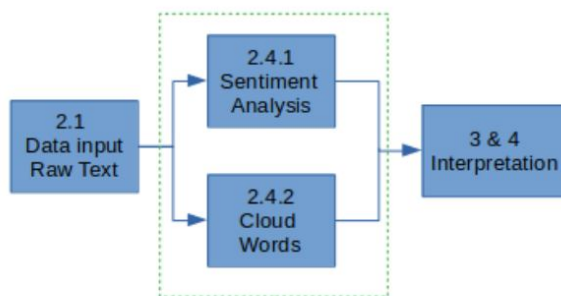 2.1
Data input
Raw Text
2.4.1
Sentiment
Analysis
2.4.2
Cloud
Words
3 & 4
Interpretation